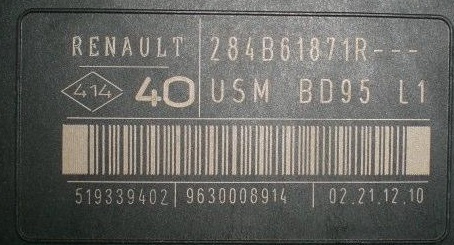 RENAULT 284B61871R---
414 40 USM BD95 L1
519339402 9630008914 02.21.12.10